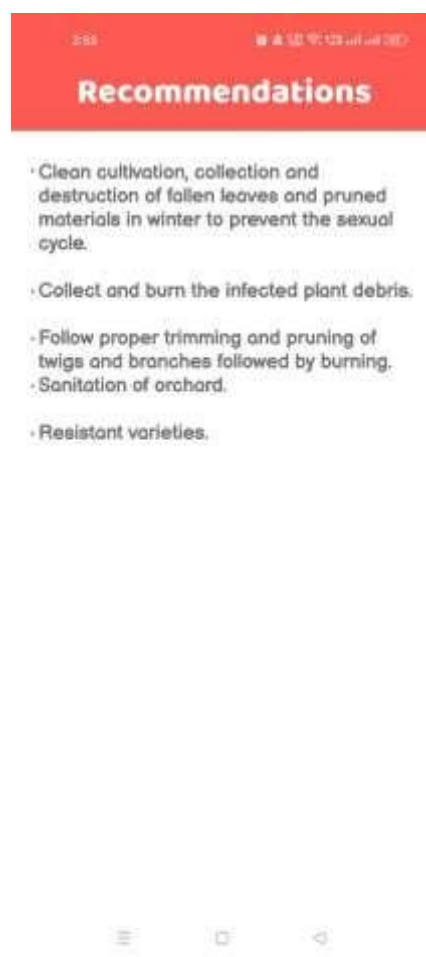 Recommendations
· Clean cultivation, collection and
destruction of fallen leaves and pruned
materials in winter to prevent the sexual
cycle.
· Collect and burn the infected plant debris.
· Follow proper trimming and pruning of
twigs and branches followed by burning.
· Sanitation of orchard.
· Resistant varieties.